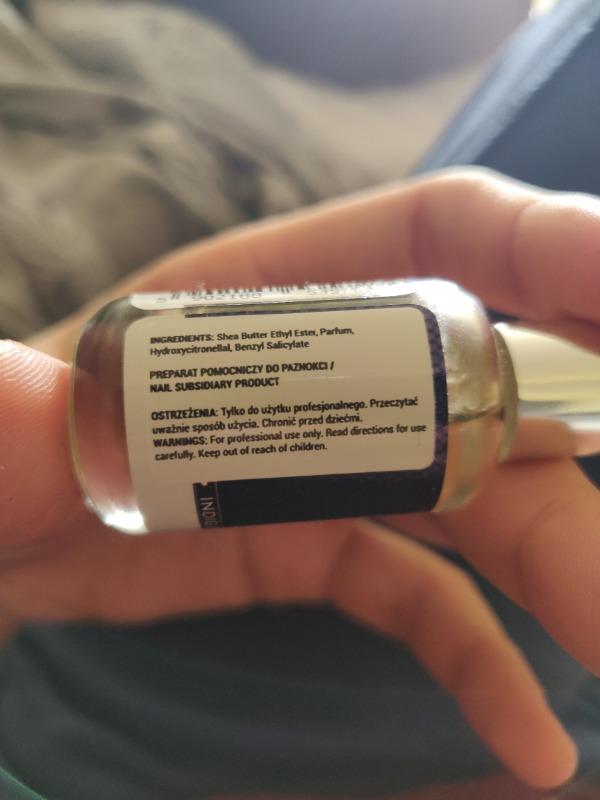 INGREDIENTS: Shea Butter Ethyl Ester, Parfum,
Hydroxycitronellal, Benzyl Salicylate
PREPARAT POMOCNICZY DO PAZNOKCI /
NAIL SUBSIDIARY PRODUCT
OSTRZEŻENIA: Tylko do użytku profesjonalnego. Przeczytać
uważnie sposób użycia. Chronić przed dziećmi.
WARNINGS: For professional use only. Read directions for use
carefully. Keep out of reach of children.